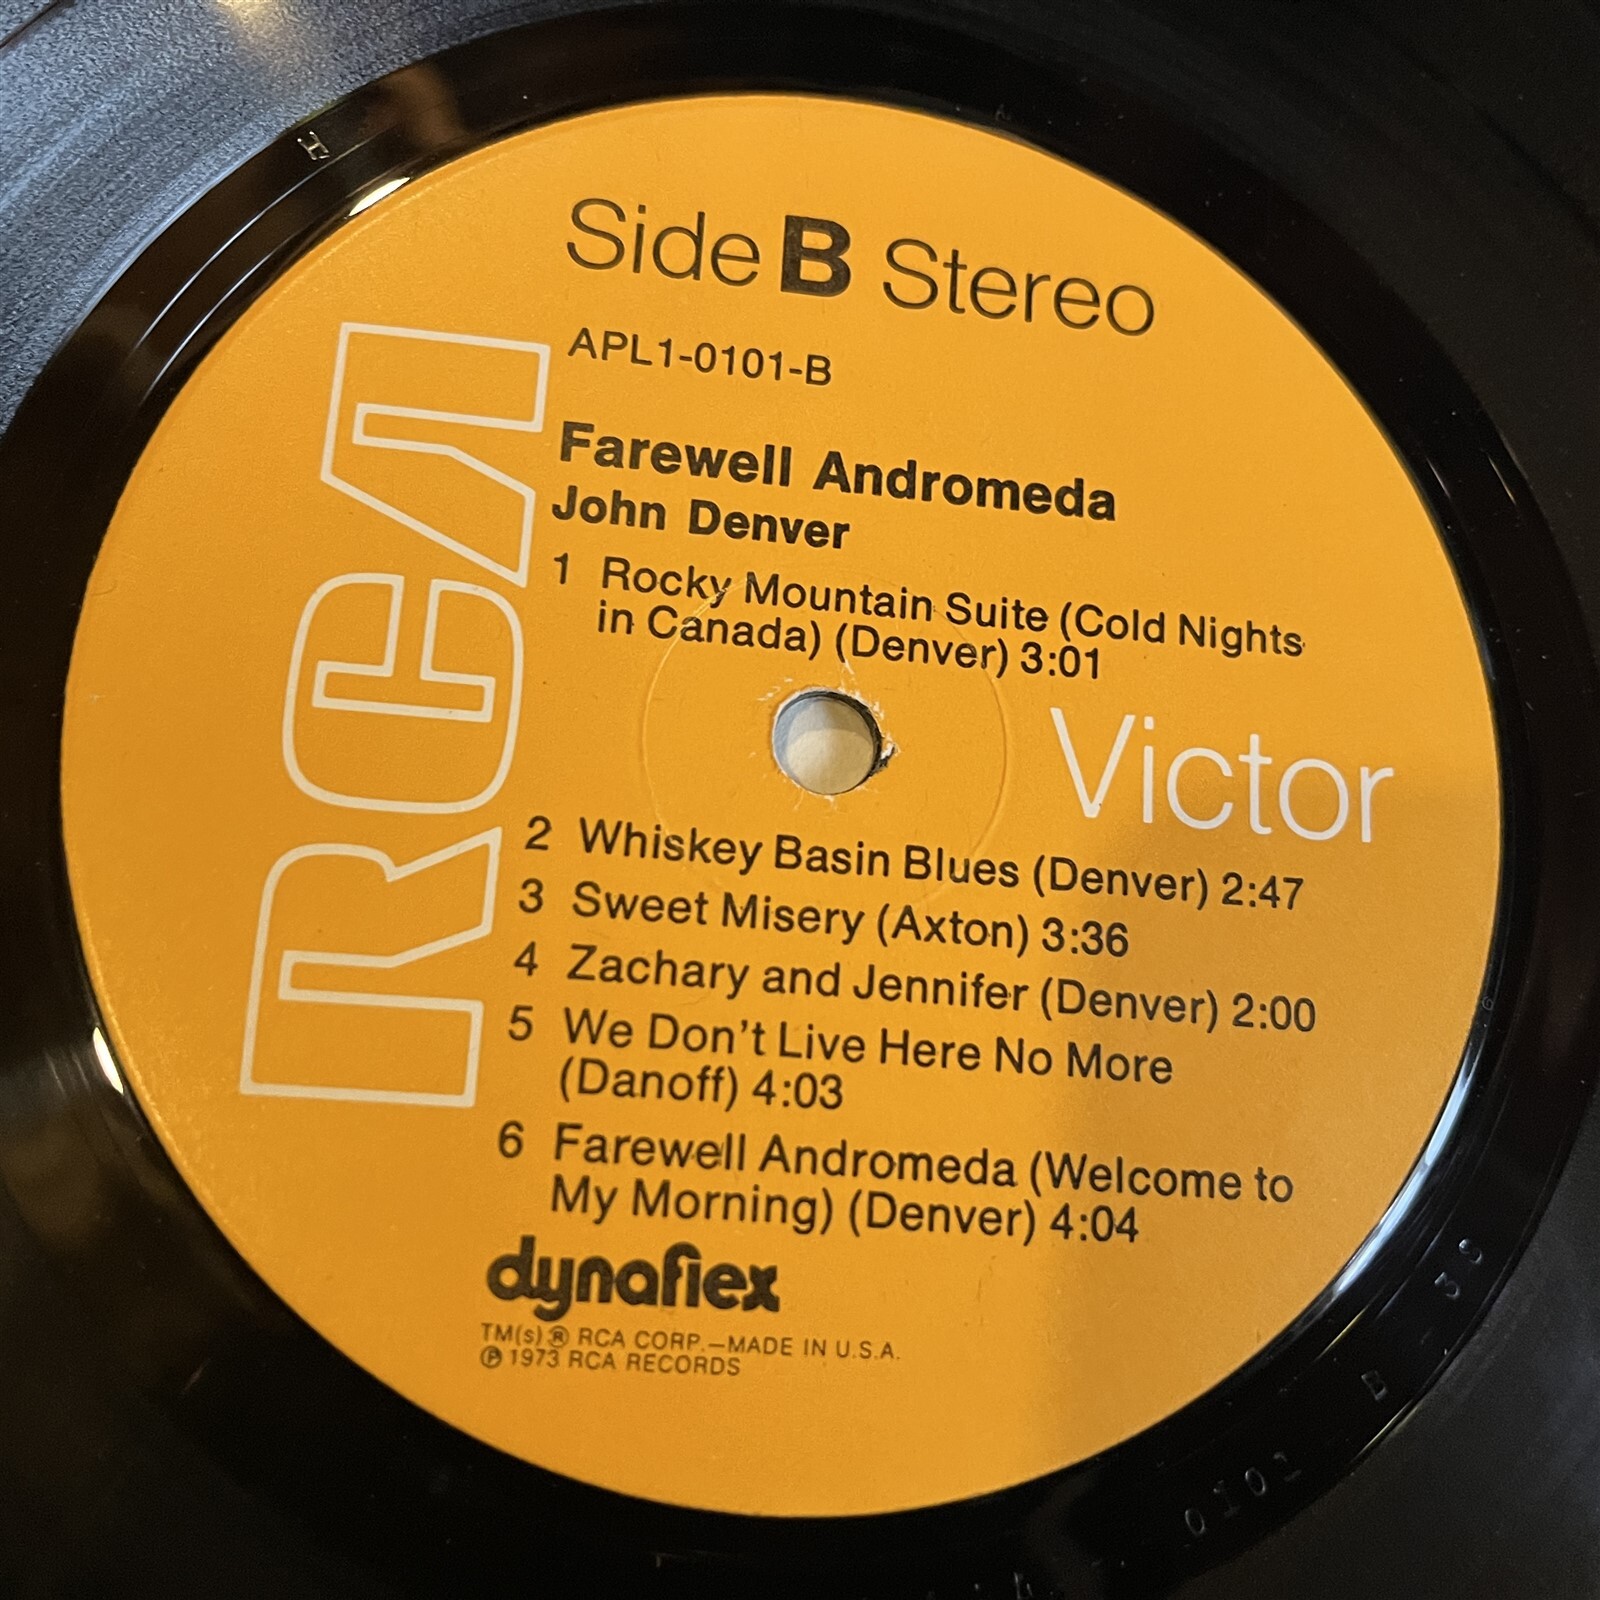 Side B Stereo
APL1-0101-B
RCA
Farewell Andromeda
John Denver
1 Rocky Mountain Suite (Cold Nights
in Canada) (Denver) 3:01
Victor
2 Whiskey Basin Blues (Denver) 2:47
3 Sweet Misery (Axton) 3:36
4 Zachary and Jennifer (Denver) 2:00
5 We Don't Live Here No More
(Danoff) 4:03
6 Farewell Andromeda (Welcome to
My Morning) (Denver) 4:04
dynaflex
TM(s) ® RCA CORP.—MADE IN U.S.A.
℗ 1973 RCA RECORDS
H
0101 B 3S